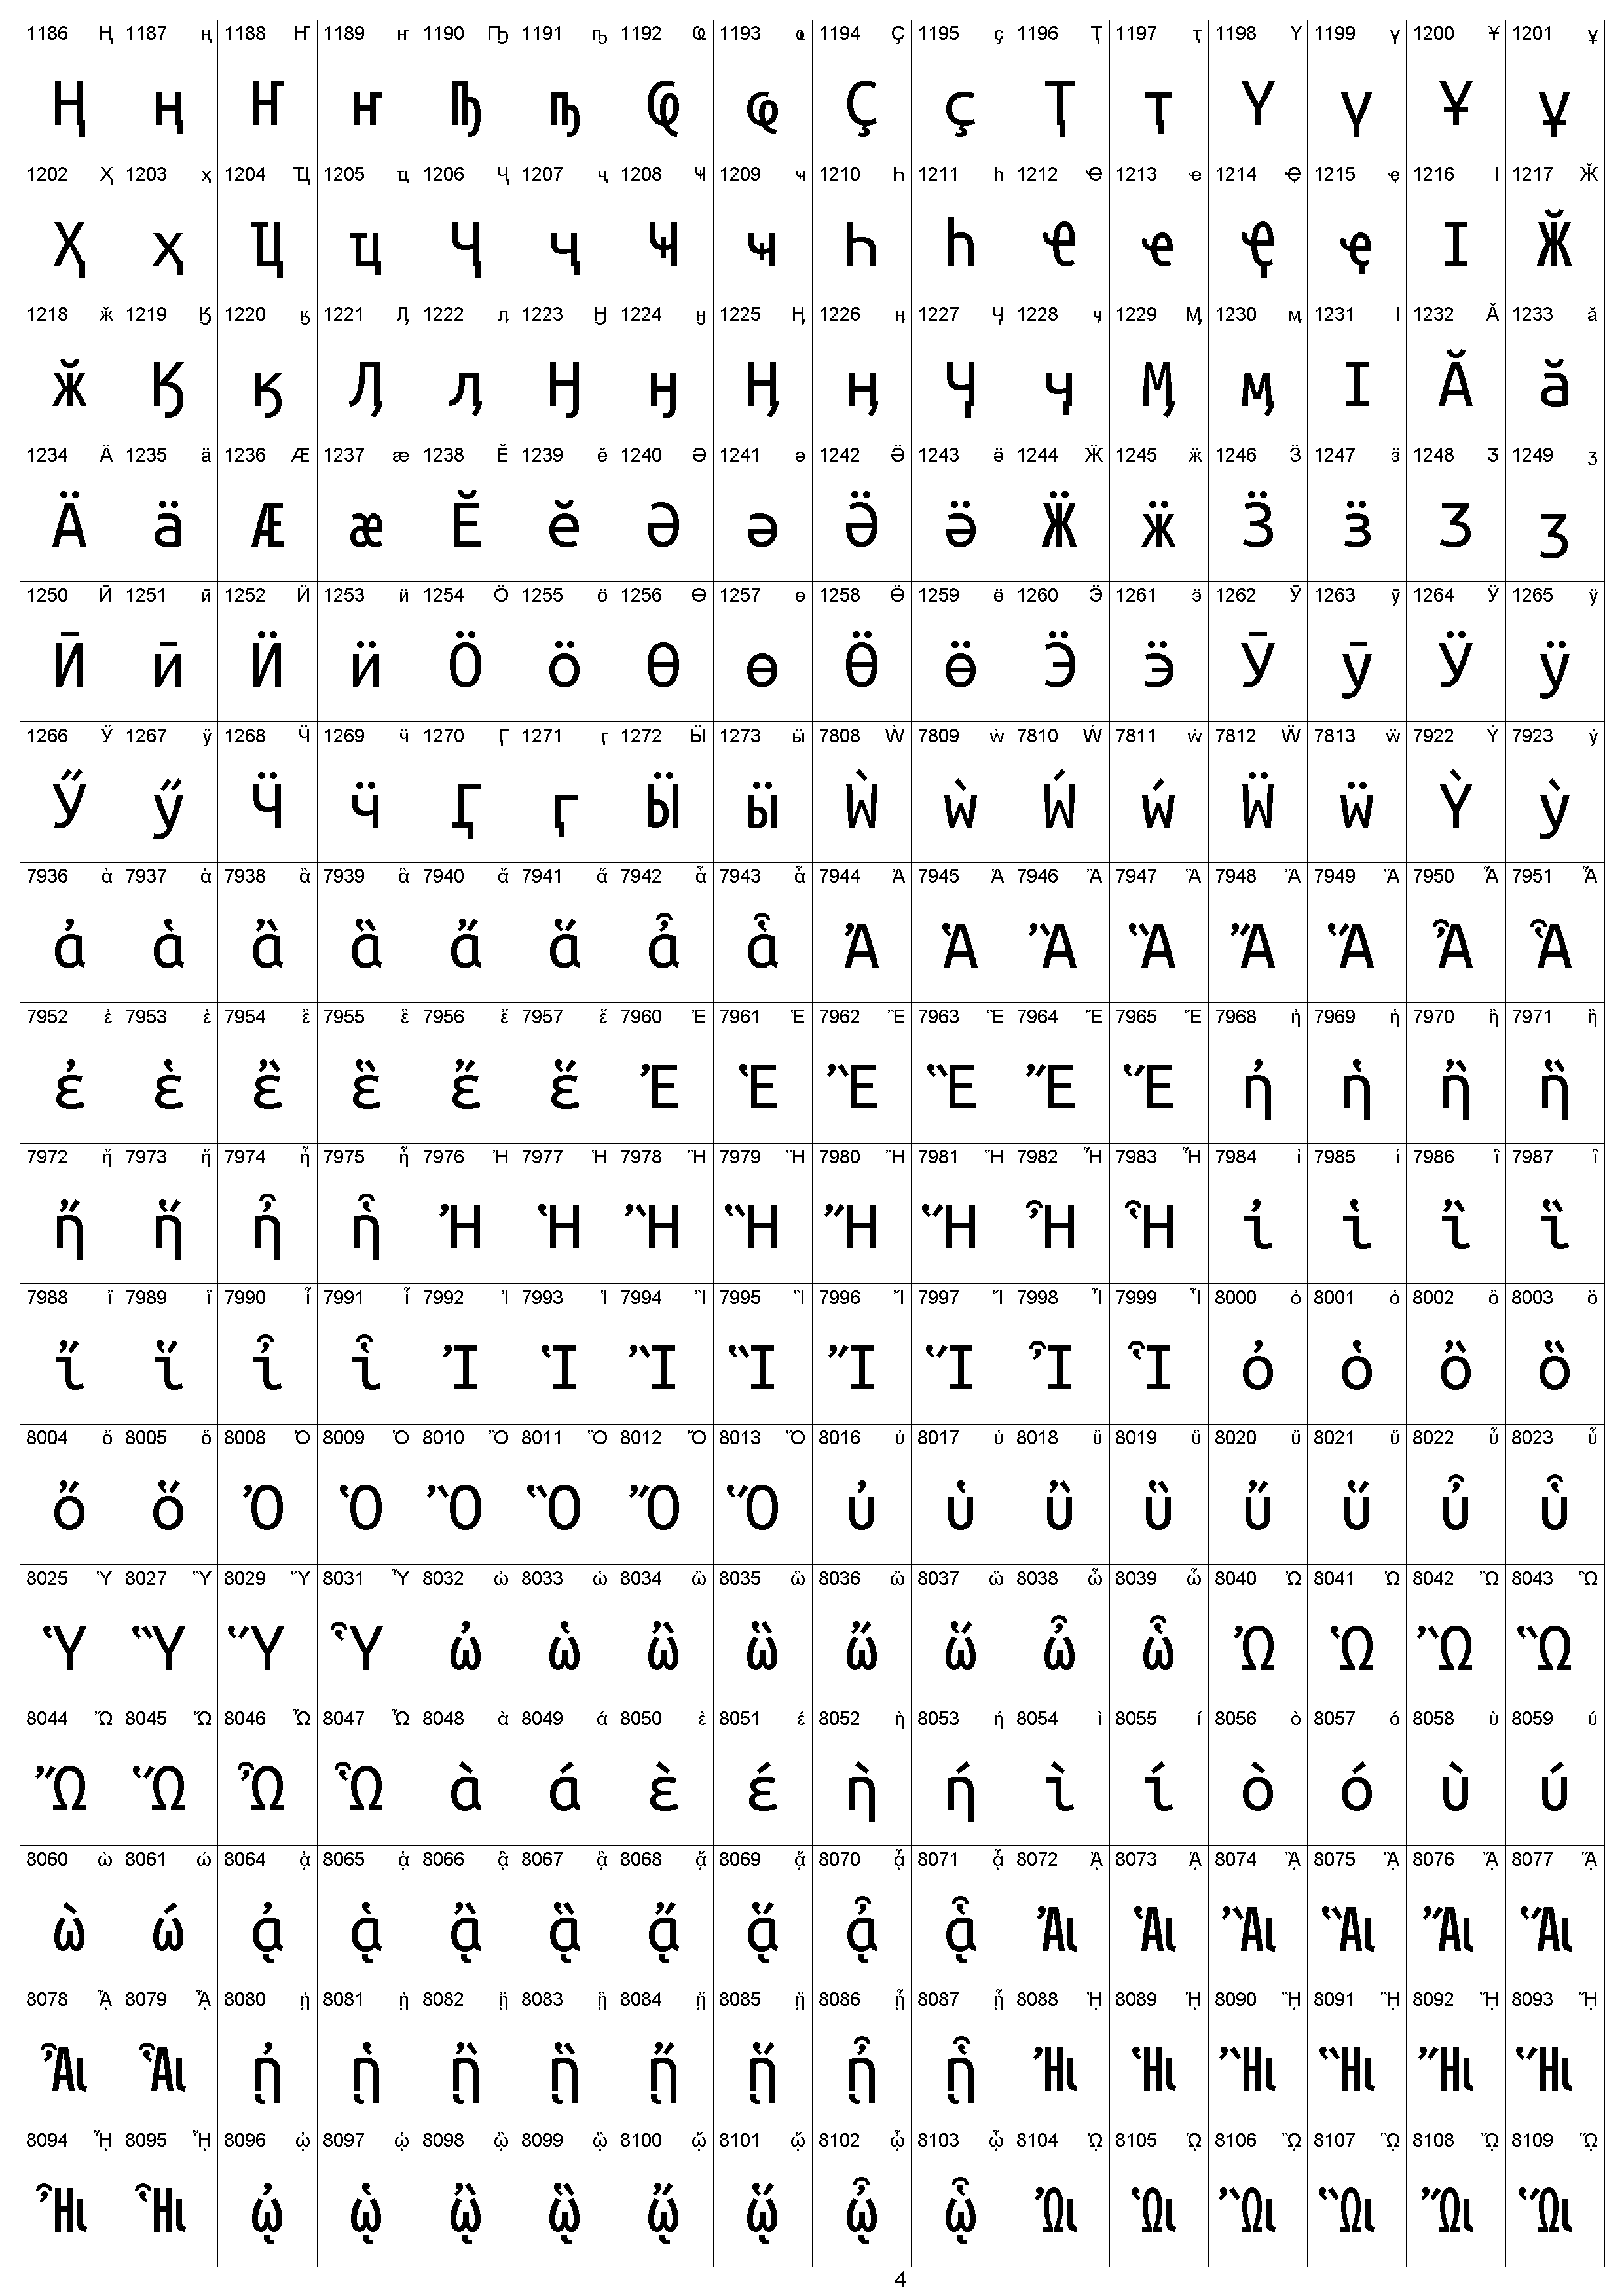 1186 Ң 1187 ң 1188 Ҥ 1189 ҥ 1190 Ҧ 1191 ҧ 1192 Ҩ 1193 ҩ 1194 Ҫ 1195 ҫ 1196 Ҭ 1197 ҭ 1198 Ү 1199 ү 1200 Ұ 1201 ұ
Ң ң Ҥ ҥ Ҧ ҧ Ҩ ҩ Ҫ ҫ Ҭ ҭ Ү ү Ұ ұ
1202 Ҳ 1203 ҳ 1204 Ҵ 1205 ҵ 1206 Ҷ 1207 ҷ 1208 Ҹ 1209 ҹ 1210 Һ 1211 һ 1212 Ҽ 1213 ҽ 1214 Ҿ 1215 ҿ 1216 Ӏ 1217 Ӂ
Ҳ ҳ Ҵ ҵ Ҷ ҷ Ҹ ҹ Һ һ Ҽ ҽ Ҿ ҿ Ӏ Ӂ
1218 ӂ 1219 Ӄ 1220 ӄ 1221 Ӆ 1222 ӆ 1223 Ӈ 1224 ӈ 1225 Ӊ 1226 ӊ 1227 Ӌ 1228 ӌ 1229 Ӎ 1230 ӎ 1231 ӏ 1232 Ӑ 1233 ӑ
ӂ Ӄ ӄ Ӆ ӆ Ӈ ӈ Ӊ ӊ Ӌ ӌ Ӎ ӎ ӏ Ӑ ӑ
1234 Ӓ 1235 ӓ 1236 Ӕ 1237 ӕ 1238 Ӗ 1239 ӗ 1240 Ә 1241 ә 1242 Ӛ 1243 ӛ 1244 Ӝ 1245 ӝ 1246 Ӟ 1247 ӟ 1248 Ӡ 1249 ӡ
Ӓ ӓ Ӕ ӕ Ӗ ӗ Ә ә Ӛ ӛ Ӝ ӝ Ӟ ӟ Ӡ ӡ
1250 Ӣ 1251 ӣ 1252 Ӥ 1253 ӥ 1254 Ӧ 1255 ӧ 1256 Ө 1257 ө 1258 Ӫ 1259 ӫ 1260 Ӭ 1261 ӭ 1262 Ӯ 1263 ӯ 1264 Ӱ 1265 ӱ
Ӣ ӣ Ӥ ӥ Ӧ ӧ Ө ө Ӫ ӫ Ӭ ӭ Ӯ ӯ Ӱ ӱ
1266 Ӳ 1267 ӳ 1268 Ӵ 1269 ӵ 1270 Ӷ 1271 ӷ 1272 Ӹ 1273 ӹ 7808 Ẁ 7809 ẁ 7810 Ẃ 7811 ẃ 7812 Ẅ 7813 ẅ 7922 Ỳ 7923 ỳ
Ӳ ӳ Ӵ ӵ Ӷ ӷ Ӹ ӹ Ẁ ẁ Ẃ ẃ Ẅ ẅ Ỳ ỳ
7936 ἀ 7937 ἁ 7938 ἂ 7939 ἃ 7940 ἄ 7941 ἅ 7942 ἆ 7943 ἇ 7944 Ἀ 7945 Ἁ 7946 Ἂ 7947 Ἃ 7948 Ἄ 7949 Ἅ 7950 Ἆ 7951 Ἇ
ἀ ἁ ἂ ἃ ἄ ἅ ἆ ἇ Ἀ Ἁ Ἂ Ἃ Ἄ Ἅ Ἆ Ἇ
7952 ἐ 7953 ἑ 7954 ἒ 7955 ἓ 7956 ἔ 7957 ἕ 7960 Ἐ 7961 Ἑ 7962 Ἒ 7963 Ἓ 7964 Ἔ 7965 Ἕ 7968 ἠ 7969 ἡ 7970 ἢ 7971 ἣ
ἐ ἑ ἒ ἓ ἔ ἕ Ἐ Ἑ Ἒ Ἓ Ἔ Ἕ ἠ ἡ ἢ ἣ
7972 ἤ 7973 ἥ 7974 ἦ 7975 ἧ 7976 Ἠ 7977 Ἡ 7978 Ἢ 7979 Ἣ 7980 Ἤ 7981 Ἥ 7982 Ἦ 7983 Ἧ 7984 ἰ 7985 ἱ 7986 ἲ 7987 ἳ
ἤ ἥ ἦ ἧ Ἠ Ἡ Ἢ Ἣ Ἤ Ἥ Ἦ Ἧ ἰ ἱ ἲ ἳ
7988 ἴ 7989 ἵ 7990 ἶ 7991 ἷ 7992 Ἰ 7993 Ἱ 7994 Ἲ 7995 Ἳ 7996 Ἴ 7997 Ἵ 7998 Ἶ 7999 Ἷ 8000 ὀ 8001 ὁ 8002 ὂ 8003 ὃ
ἴ ἵ ἶ ἷ Ἰ Ἱ Ἲ Ἳ Ἴ Ἵ Ἶ Ἷ ὀ ὁ ὂ ὃ
8004 ὄ 8005 ὅ 8008 Ὀ 8009 Ὁ 8010 Ὂ 8011 Ὃ 8012 Ὄ 8013 Ὅ 8016 ὐ 8017 ὑ 8018 ὒ 8019 ὓ 8020 ὔ 8021 ὕ 8022 ὖ 8023 ὗ
ὄ ὅ Ὀ Ὁ Ὂ Ὃ Ὄ Ὅ ὐ ὑ ὒ ὓ ὔ ὕ ὖ ὗ
8025 Ὑ 8027 Ὓ 8029 Ὕ 8031 Ὗ 8032 ὠ 8033 ὡ 8034 ὢ 8035 ὣ 8036 ὤ 8037 ὥ 8038 ὦ 8039 ὧ 8040 Ὠ 8041 Ὡ 8042 Ὢ 8043 Ὣ
Ὑ Ὓ Ὕ Ὗ ὠ ὡ ὢ ὣ ὤ ὥ ὦ ὧ Ὠ Ὡ Ὢ Ὣ
8044 Ὤ 8045 Ὥ 8046 Ὦ 8047 Ὧ 8048 ὰ 8049 ά 8050 ὲ 8051 έ 8052 ὴ 8053 ή 8054 ὶ 8055 ί 8056 ὸ 8057 ό 8058 ὺ 8059 ύ
Ὤ Ὥ Ὦ Ὧ ὰ ά ὲ έ ὴ ή ὶ ί ὸ ό ὺ ύ
8060 ὼ 8061 ώ 8064 ᾀ 8065 ᾁ 8066 ᾂ 8067 ᾃ 8068 ᾄ 8069 ᾅ 8070 ᾆ 8071 ᾇ 8072 ᾈ 8073 ᾉ 8074 ᾊ 8075 ᾋ 8076 ᾌ 8077 ᾍ
ὼ ώ ᾀ ᾁ ᾂ ᾃ ᾄ ᾅ ᾆ ᾇ ᾈ ᾉ ᾊ ᾋ ᾌ ᾍ
8078 ᾎ 8079 ᾏ 8080 ᾐ 8081 ᾑ 8082 ᾒ 8083 ᾓ 8084 ᾔ 8085 ᾕ 8086 ᾖ 8087 ᾗ 8088 ᾘ 8089 ᾙ 8090 ᾚ 8091 ᾛ 8092 ᾜ 8093 ᾝ
ᾎ ᾏ ᾐ ᾑ ᾒ ᾓ ᾔ ᾕ ᾖ ᾗ ᾘ ᾙ ᾚ ᾛ ᾜ ᾝ
8094 ᾞ 8095 ᾟ 8096 ᾠ 8097 ᾡ 8098 ᾢ 8099 ᾣ 8100 ᾤ 8101 ᾥ 8102 ᾦ 8103 ᾧ 8104 ᾨ 8105 ᾩ 8106 ᾪ 8107 ᾫ 8108 ᾬ 8109 ᾭ
ᾞ ᾟ ᾠ ᾡ ᾢ ᾣ ᾤ ᾥ ᾦ ᾧ ᾨ ᾩ ᾪ ᾫ ᾬ ᾭ
4